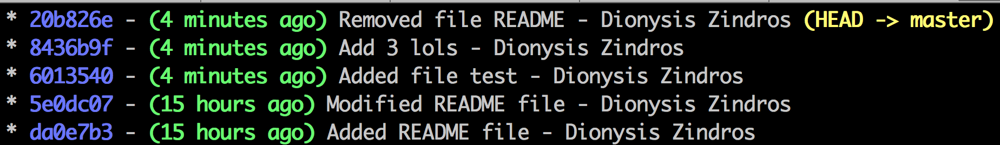 * 20b826e - (4 minutes ago) Removed file README - Dionysis Zindros (HEAD -> master)
* 8436b9f - (4 minutes ago) Add 3 lols - Dionysis Zindros
* 6013540 - (4 minutes ago) Added file test - Dionysis Zindros
* 5e0dc07 - (15 hours ago) Modified README file - Dionysis Zindros
* da0e7b3 - (15 hours ago) Added README file - Dionysis Zindros